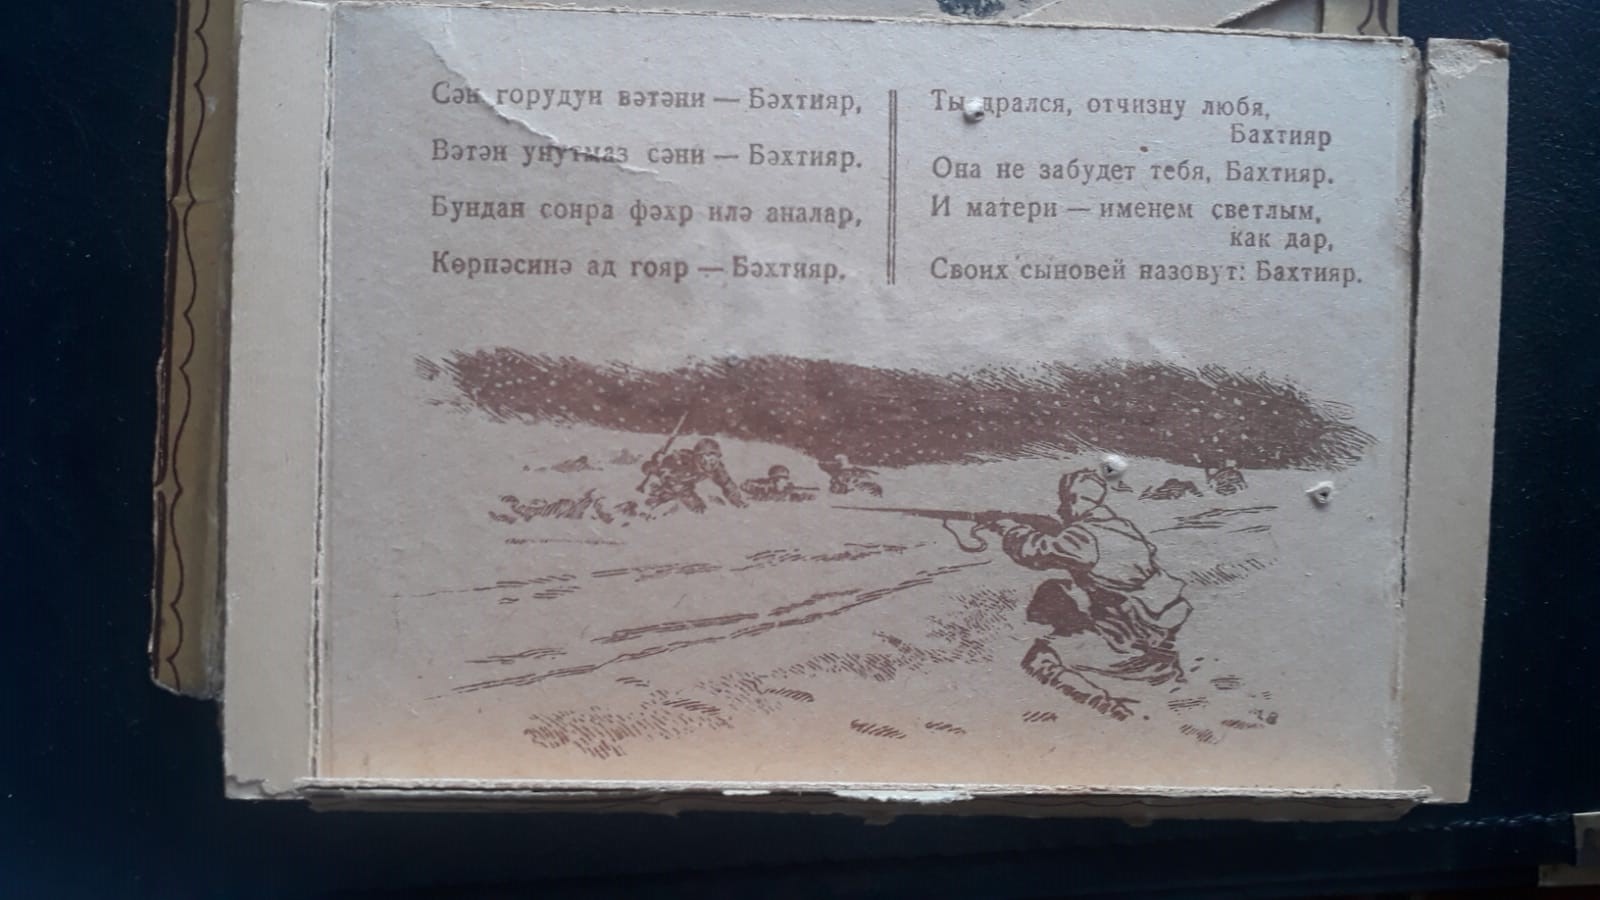 Сән горудун вәтәни — Бәхтияр,
Вәтән унутмаз сәни — Бәхтияр.
Бундан сонра фәхр илә аналар,
Көрпәсинә ад гояр — Бәхтияр.
Ты дрался, отчизну любя,
Бахтияр
Она не забудет тебя, Бахтияр.
И матери — именем светлым,
как дар,
Своих сыновей назовут: Бахтияр.